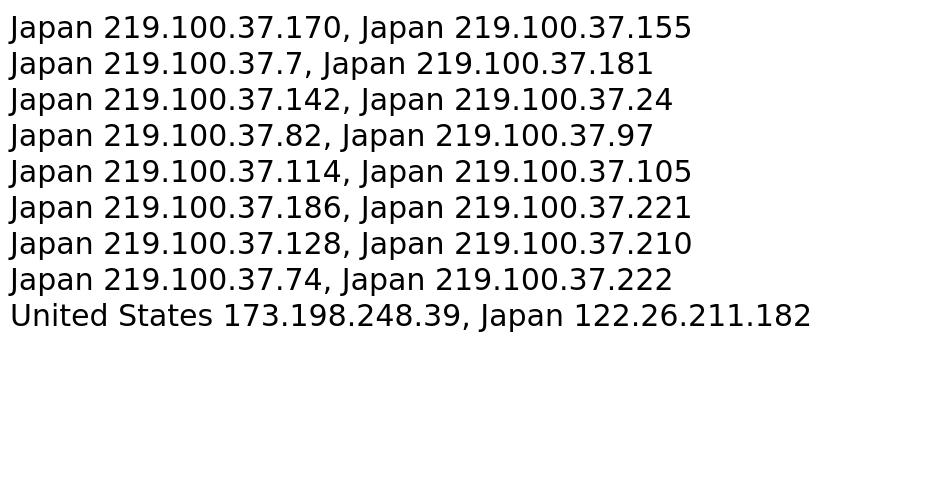 Japan 219.100.37.170, Japan 219.100.37.155
Japan 219.100.37.7, Japan 219.100.37.181
Japan 219.100.37.142, Japan 219.100.37.24
Japan 219.100.37.82, Japan 219.100.37.97
Japan 219.100.37.114, Japan 219.100.37.105
Japan 219.100.37.186, Japan 219.100.37.221
Japan 219.100.37.128, Japan 219.100.37.210
Japan 219.100.37.74, Japan 219.100.37.222
United States 173.198.248.39, Japan 122.26.211.182